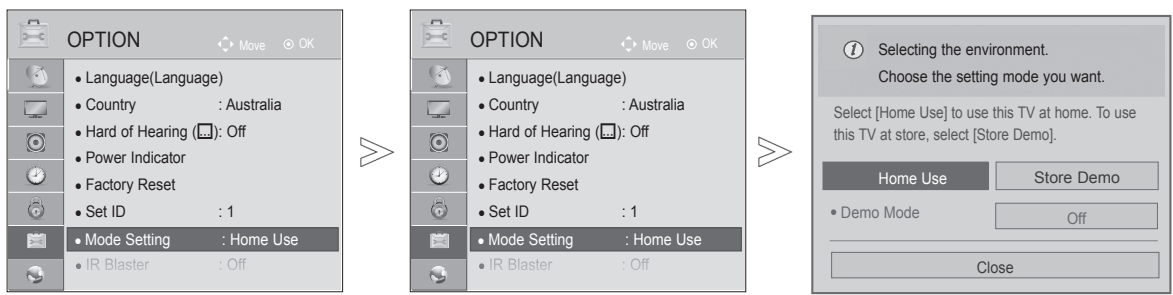 OPTION
Move OK
• Language(Language)
• Country : Australia
• Hard of Hearing (...): Off
• Power Indicator
• Factory Reset
• Set ID : 1
• Mode Setting : Home Use
• IR Blaster : Off
OPTION
Move OK
• Language(Language)
• Country : Australia
• Hard of Hearing (...): Off
• Power Indicator
• Factory Reset
• Set ID : 1
• Mode Setting : Home Use
• IR Blaster : Off
i Selecting the environment.
Choose the setting mode you want.
Select [Home Use] to use this TV at home. To use
this TV at store, select [Store Demo].
Home Use Store Demo
• Demo Mode Off
Close